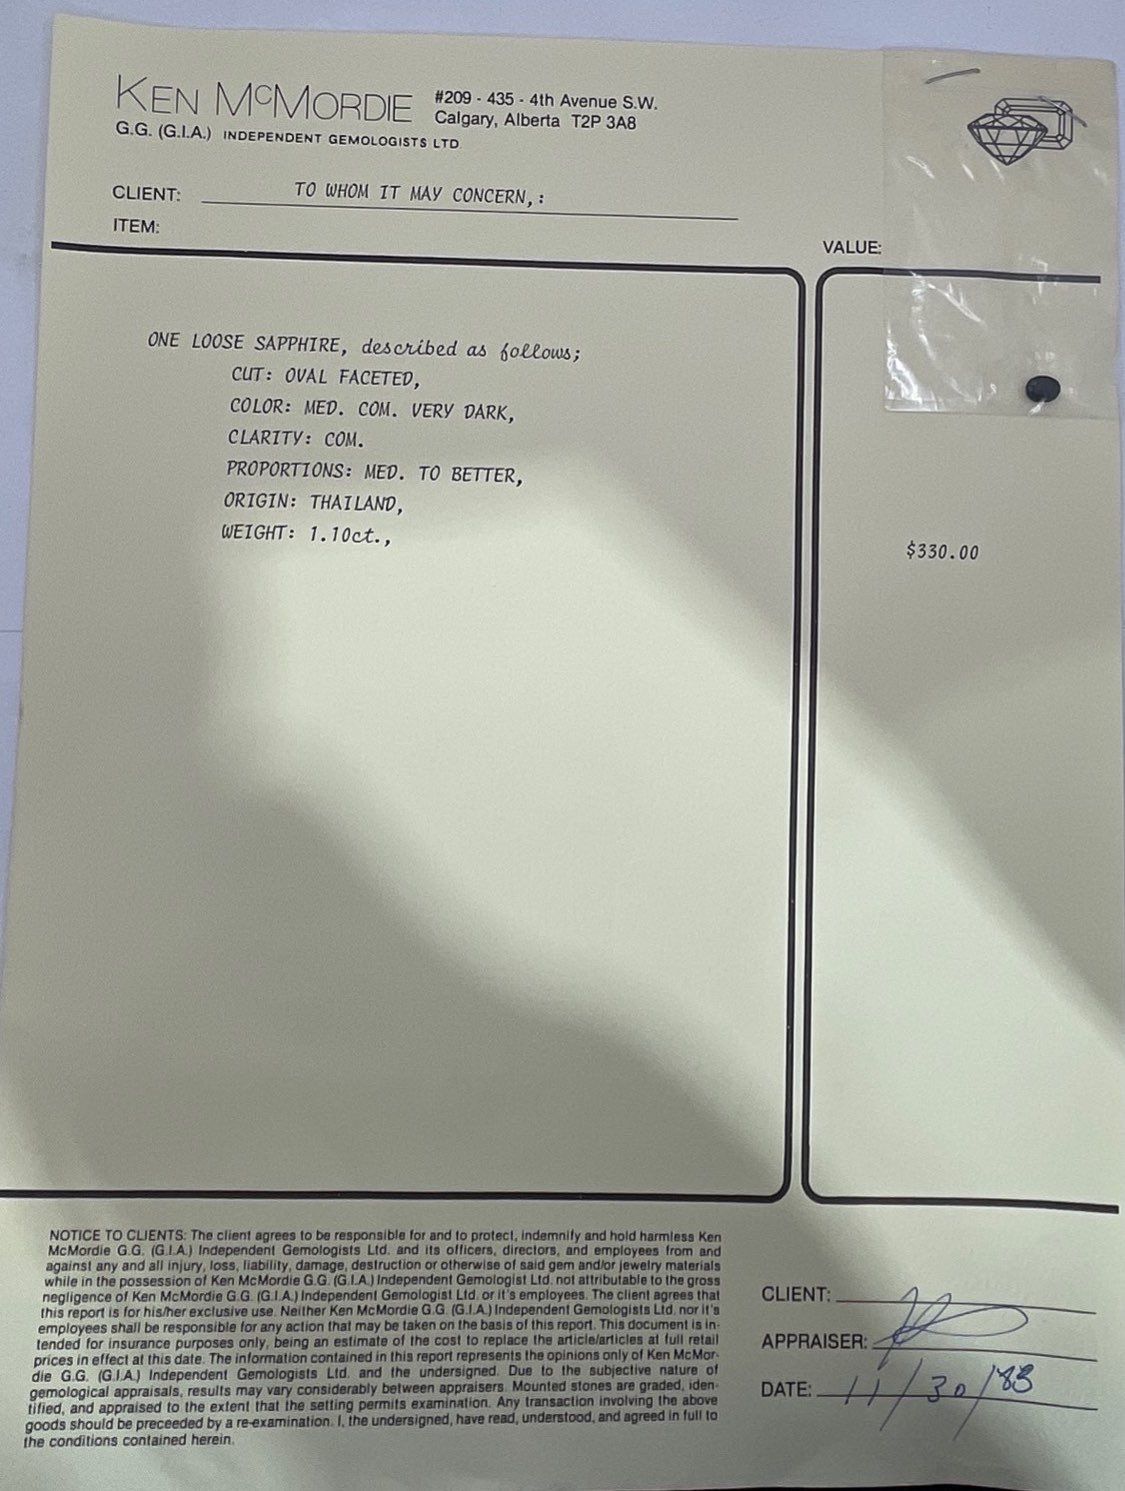 KEN McMORDIE
G.G. (G.I.A.) INDEPENDENT GEMOLOGISTS LTD
#209 - 435 - 4th Avenue S.W.
Calgary, Alberta T2P 3A8
CLIENT: TO WHOM IT MAY CONCERN,:
ITEM:
VALUE:
ONE LOOSE SAPPHIRE, described as follows;
CUT: OVAL FACETED,
COLOR: MED. COM. VERY DARK,
CLARITY: COM.
PROPORTIONS: MED. TO BETTER,
ORIGIN: THAILAND,
WEIGHT: 1.10ct.,
$330.00
NOTICE TO CLIENTS: The client agrees to be responsible for and to protect, indemnify and hold harmless Ken
McMordie G.G. (G.I.A.) Independent Gemologists Ltd. and its officers, directors, and employees from and
against any and all injury, loss, liability, damage, destruction or otherwise of said gem and/or jewelry materials
while in the possession of Ken McMordie G.G. (G.I.A.) Independent Gemologist Ltd. not attributable to the gross
negligence of Ken McMordie G.G. (G.I.A.) Independent Gemologist Ltd. or it's employees. The client agrees that
this report is for his/her exclusive use. Neither Ken McMordie G.G. (G.I.A.) Independent Gemologists Ltd. nor it's
employees shall be responsible for any action that may be taken on the basis of this report. This document is in-
tended for insurance purposes only, being an estimate of the cost to replace the article/articles at full retail
prices in effect at this date. The information contained in this report represents the opinions only of Ken McMor-
die G.G. (G.I.A.) Independent Gemologists Ltd. and the undersigned. Due to the subjective nature of
gemological appraisals, results may vary considerably between appraisers. Mounted stones are graded, iden-
tified, and appraised to the extent that the setting permits examination. Any transaction involving the above
goods should be preceeded by a re-examination. I, the undersigned, have read, understood, and agreed in full to
the conditions contained herein.
CLIENT:
APPRAISER:
DATE: 11/30/83